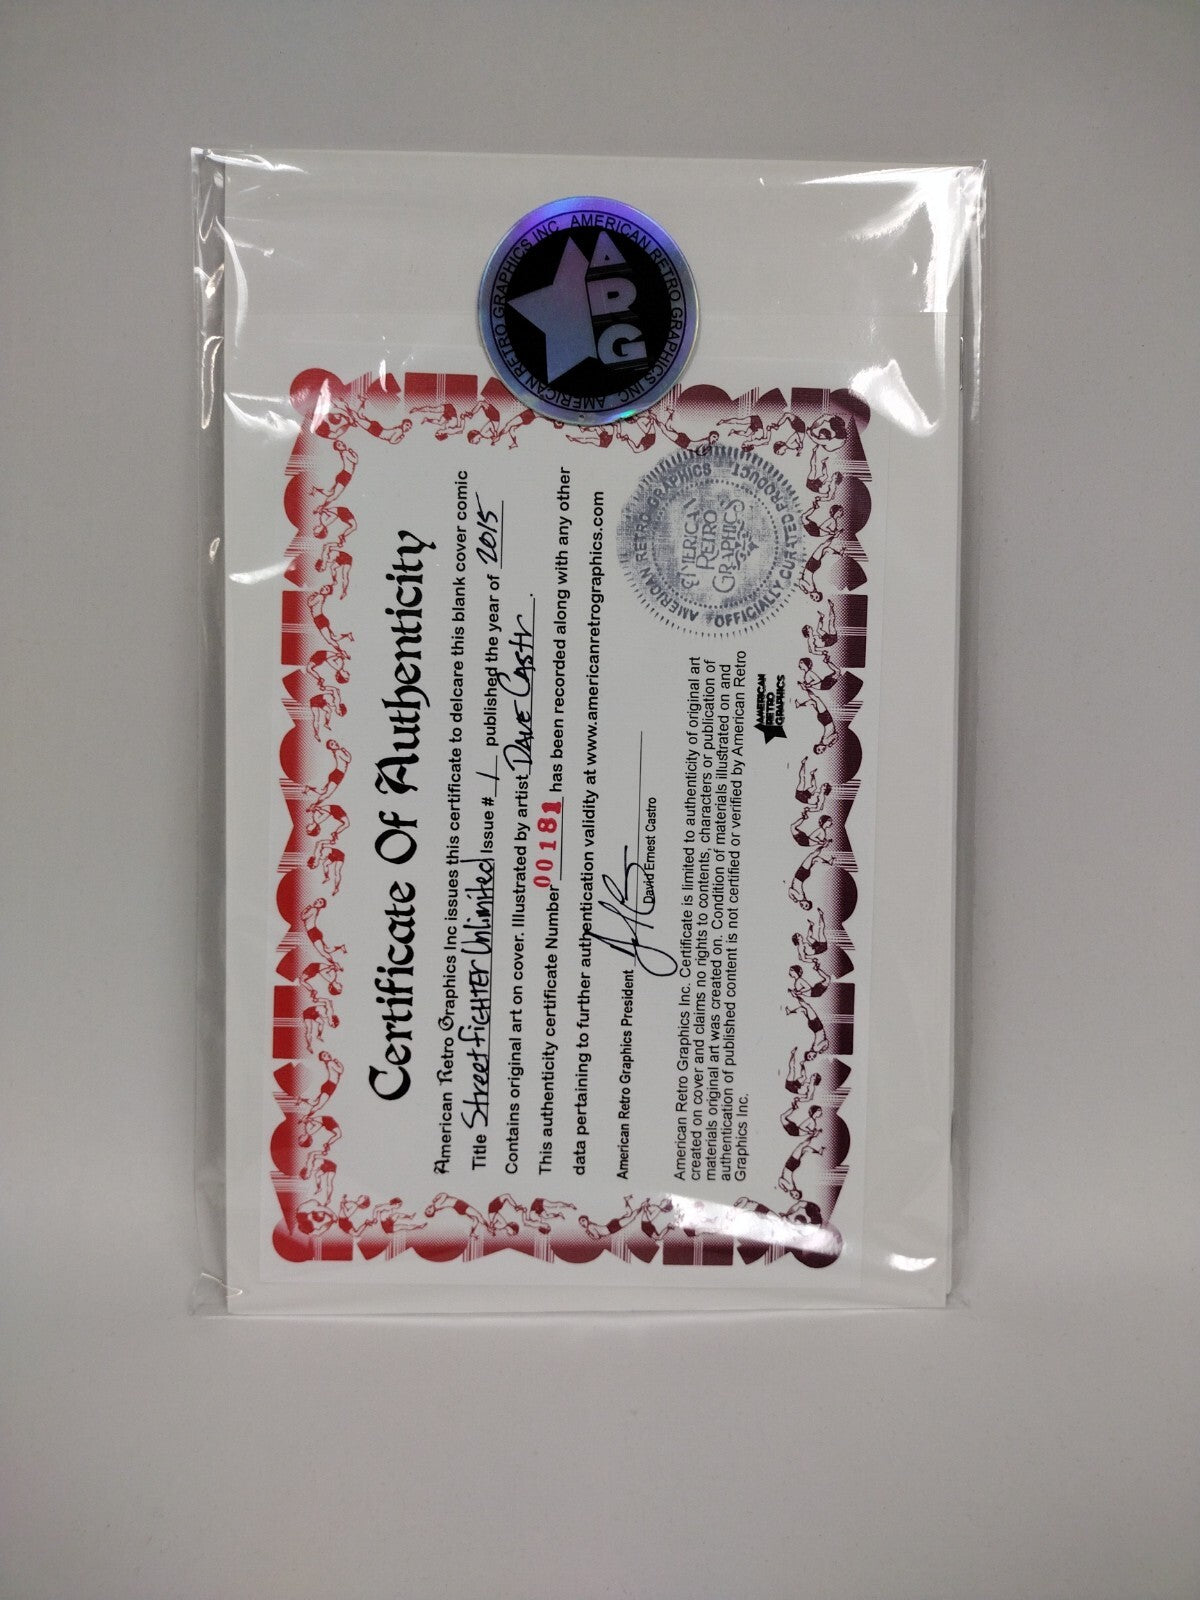 AMERICAN RETRO GRAPHICS INC. AMERICAN RETRO GRAPHICS INC.
ARG
Certificate Of Authenticity
American Retro Graphics Inc issues this certificate to delcare this blank cover comic
Title Streetfighter Unlimited Issue # 1 published the year of 2015
Contains original art on cover. Illustrated by artist Dave Castr.
This authenticity certificate Number 00181 has been recorded along with any other
data pertaining to further authentication validity at www.americanretrographics.com
American Retro Graphics President
David Ernest Castro
AMERICAN RETRO-GRAPHICS OFFICIALLY CURATED PRODUCT
AMERICAN
RETRO
GRAPHICS
American Retro Graphics Inc. Certificate is limited to authenticity of original art
created on cover and claims no rights to contents, characters or publication of
materials original art was created on. Condition of materials illustrated on and
authentication of published content is not certified or verified by American Retro
Graphics Inc.
AMERICAN
RETRO
GRAPHICS